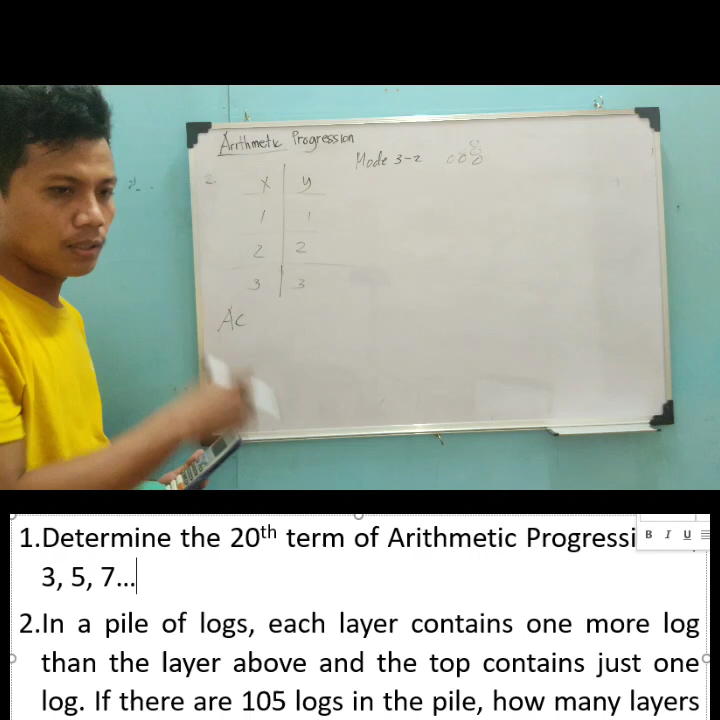 Arithmetic Progression
Mode 3-2
2.
X y
1 1
2 2
3 3
AC
1.Determine the 20th term of Arithmetic
3, 5, 7...
B I U
2.In a pile of logs, each layer contains one more log
than the layer above and the top contains just one
log. If there are 105 logs in the pile, how many layers